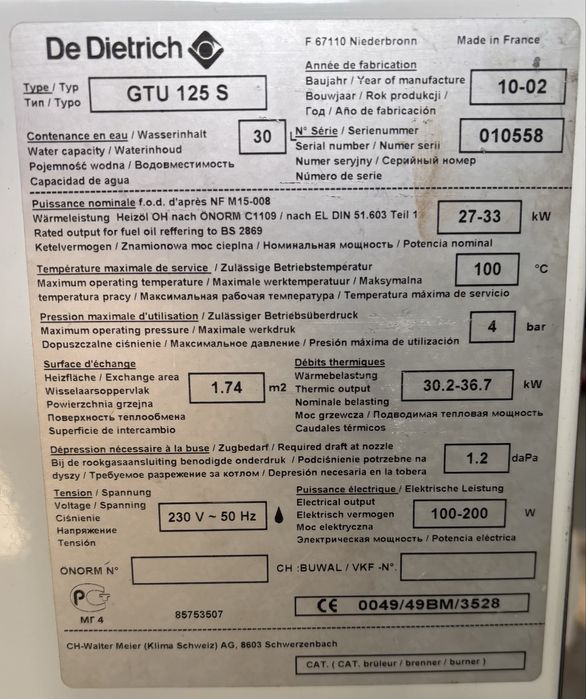 De Dietrich
F 67110 Niederbronn Made in France
Type / Typ
Тип / Typo
GTU 125 S
Année de fabrication
Baujahr / Year of manufacture
Bouwjaar / Rok produkcji /
Год / Año de fabricación
10-02
Contenance en eau / Wasserinhalt
Water capacity / Waterinhoud
Pojemność wodna / Водовместимость
Capacidad de agua
30
L
N° Série / Seriennummer
Serial number / Numer serii
Numer seryjny / Серийный номер
Número de serie
010558
Puissance nominale f.o.d. d'après NF M15-008
Wärmeleistung Heizöl OH nach ÖNORM C1109 / nach EL DIN 51.603 Teil 1
Rated output for fuel oil reffering to BS 2869
Ketelvermogen / Znamionowa moc cieplna / Номинальная мощность / Potencia nominal
27-33 kW
Température maximale de service / Zulässige Betriebstemperatur
Maximum operating temperature / Maximale werktemperatuur / Maksymalna
temperatura pracy / Максимальная рабочая температура / Temperatura máxima de servicio
100 °C
Pression maximale d'utilisation / Zulässiger Betriebsüberdruck
Maximum operating pressure / Maximale werkdruk
Dopuszczalne ciśnienie / Максимальное давление / Presión máxima de utilización
4 bar
Surface d'échange
Heizfläche / Exchange area
Wisselaarsoppervlak
Powierzchnia grzejna
Поверхность теплообмена
Superficie de intercambio
1.74 m2
Débits thermiques
Wärmebelastung
Thermic output
Nominale belasting
Moc grzewcza / Подводимая тепловая мощность
Caudales térmicos
30.2-36.7 kW
Dépression nécessaire à la buse / Zugbedarf / Required draft at nozzle
Bij de rookgasaansluiting benodigde onderdruk / Podciśnienie potrzebne na
dyszy / Требуемое разрежение за котлом / Depresión necesaria en la tobera
1.2 daPa
Tension / Spannung
Voltage / Spanning
Ciśnienie
Напряжение
Tensión
230 V ~ 50 Hz
Puissance électrique / Elektrische Leistung
Electrical output
Elektrisch vermogen
Moc elektryczna
Электрическая мощность / Potencia eléctrica
100-200 W
ÖNORM N°
CH :BUWAL / VKF -N°.
МГ 4
85753507
CE 0049/49BM/3528
CH-Walter Meier (Klima Schweiz) AG, 8603 Schwerzenbach
CAT. ( CAT. brûleur / brenner / burner )